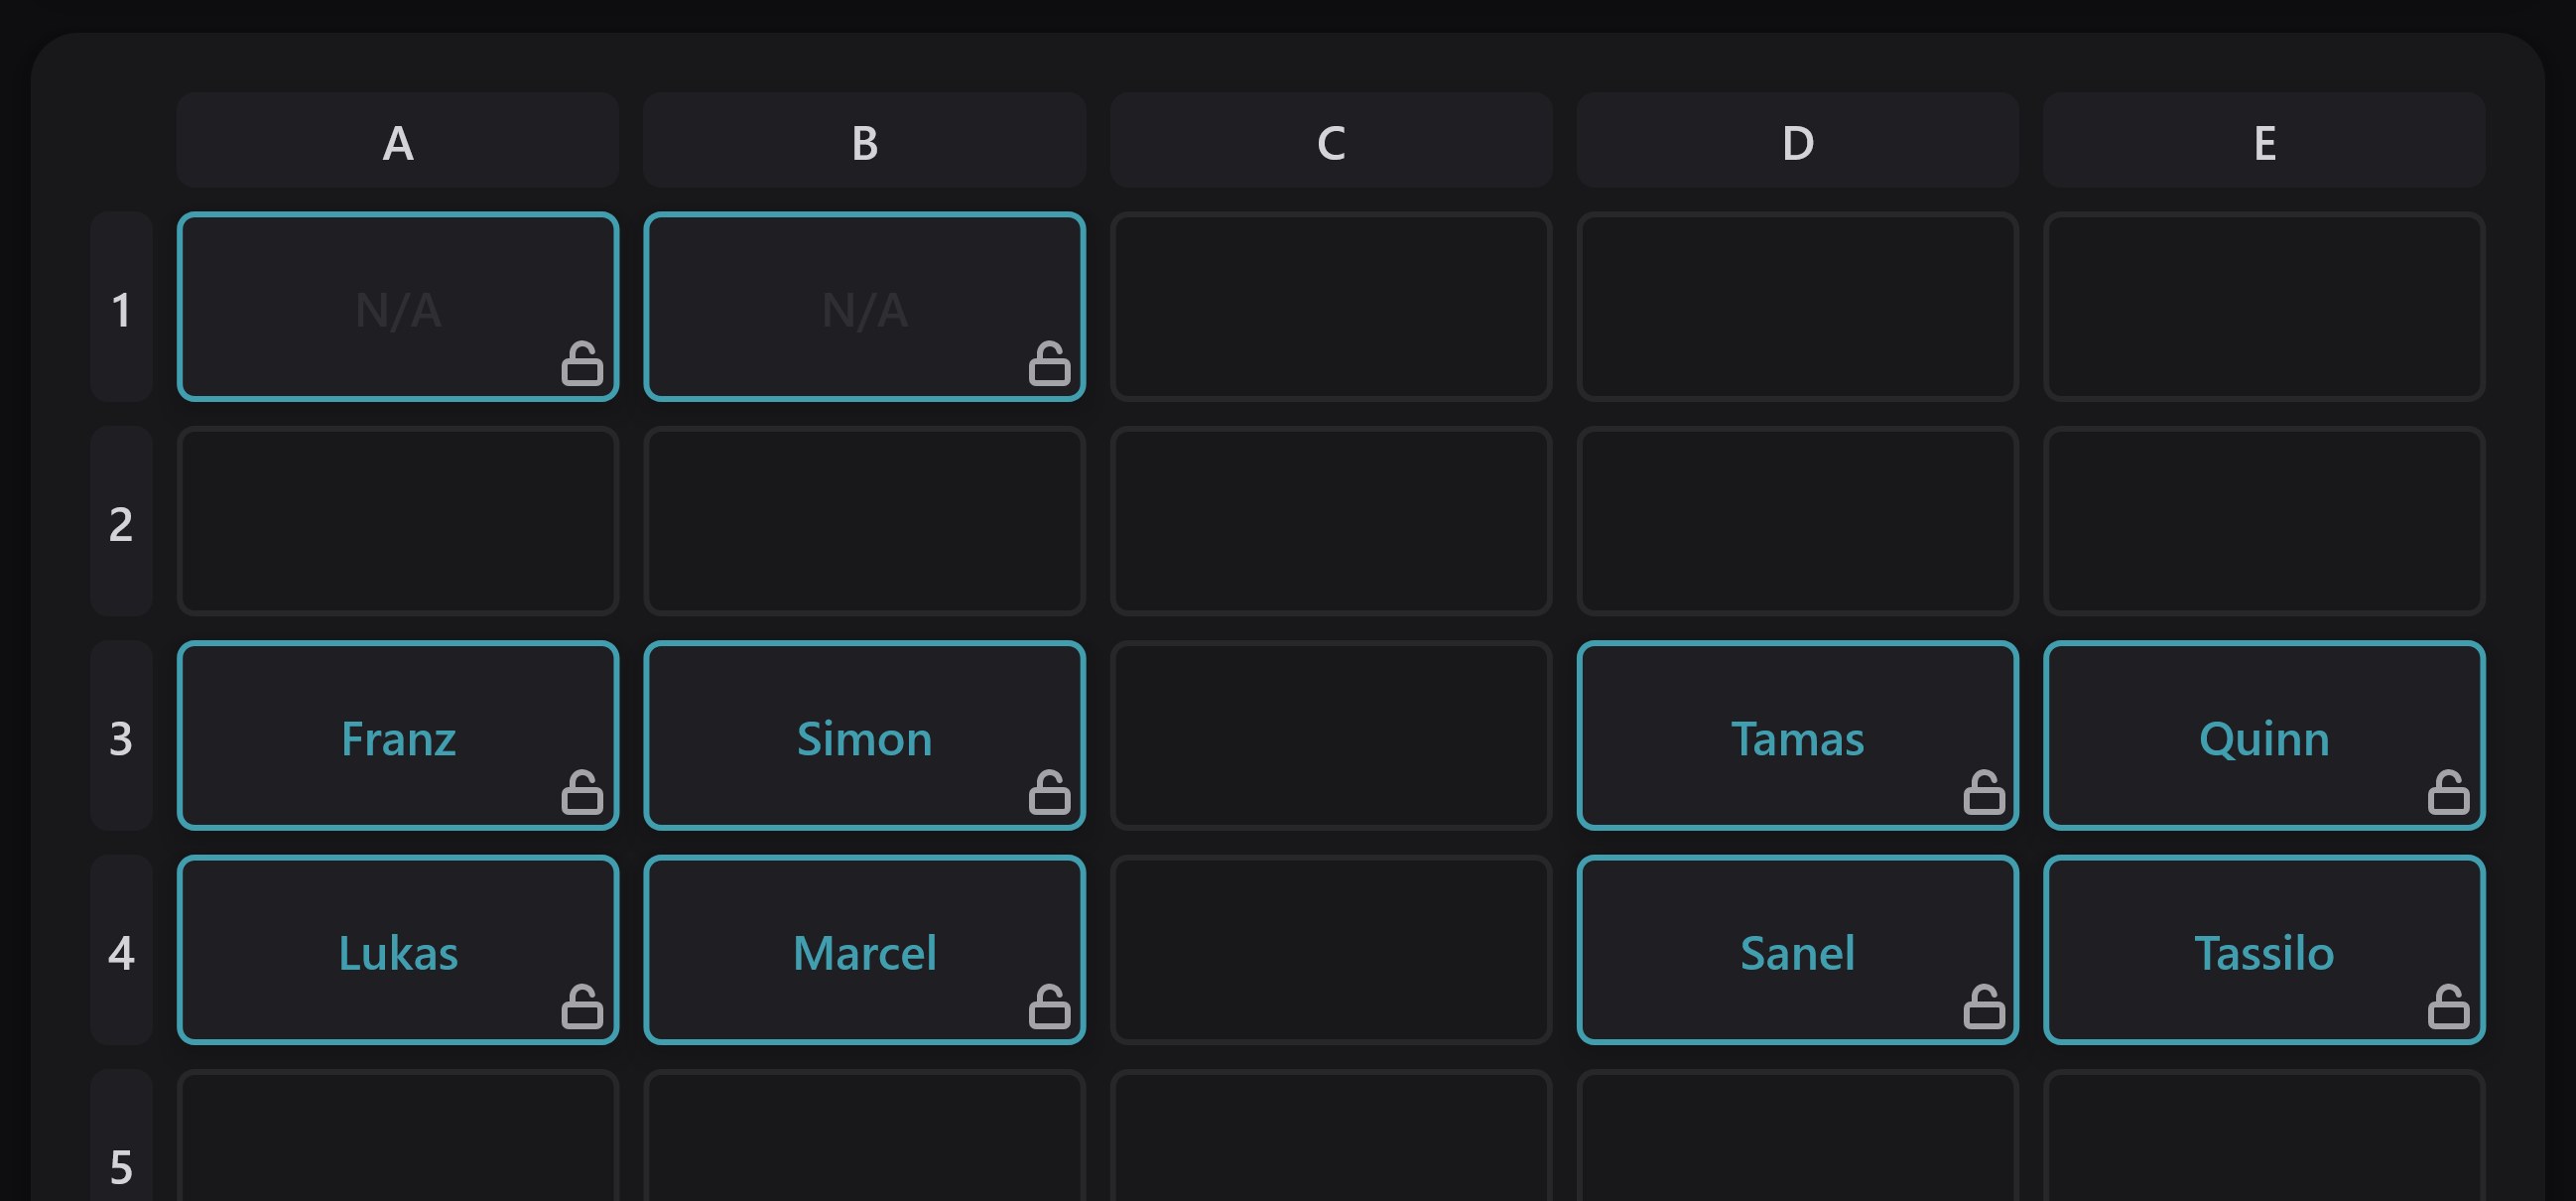 A B C D E
1 N/A N/A
2
3 Franz Simon Tamas Quinn
4 Lukas Marcel Sanel Tassilo
5